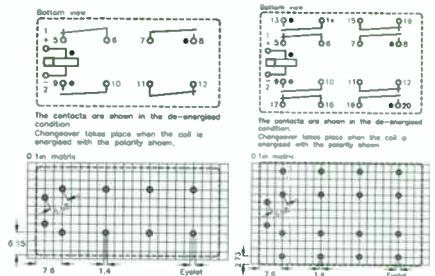 Bottom view
1
+ 5 6 7 8
-
2 9 10 11 12
The contacts are shown in the de-energised
condition
Changeover takes place when the coil is
energised with the polarity shown.
0.1in matrix
7.6 1.4 Eyelet
Bottom view
13 15 19
1
+ 5 6 7 8
-
2 9 10 11 12
17 16 20
The contacts are shown in the de-energised
condition.
Changeover takes place when the coil is
energised with the polarity shown.
0.1in matrix
7.6 1.4 Eyelet